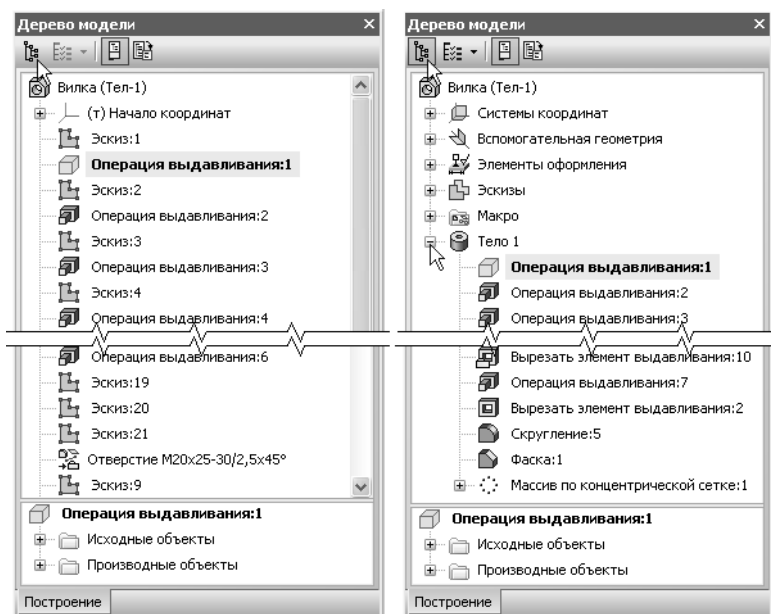 Дерево модели
Вилка (Тел-1)
(т) Начало координат
Эскиз:1
Операция выдавливания:1
Эскиз:2
Операция выдавливания:2
Эскиз:3
Операция выдавливания:3
Эскиз:4
Операция выдавливания:4
Операция выдавливания:6
Эскиз:19
Эскиз:20
Эскиз:21
Отверстие M20x25-30/2,5x45°
Эскиз:9
Операция выдавливания:1
Исходные объекты
Производные объекты
Построение
Дерево модели
Вилка (Тел-1)
Системы координат
Вспомогательная геометрия
Элементы оформления
Эскизы
Макро
Тело 1
Операция выдавливания:1
Операция выдавливания:2
Операция выдавливания:3
Вырезать элемент выдавливания:10
Операция выдавливания:7
Вырезать элемент выдавливания:2
Скругление:5
Фаска:1
Массив по концентрической сетке:1
Операция выдавливания:1
Исходные объекты
Производные объекты
Построение